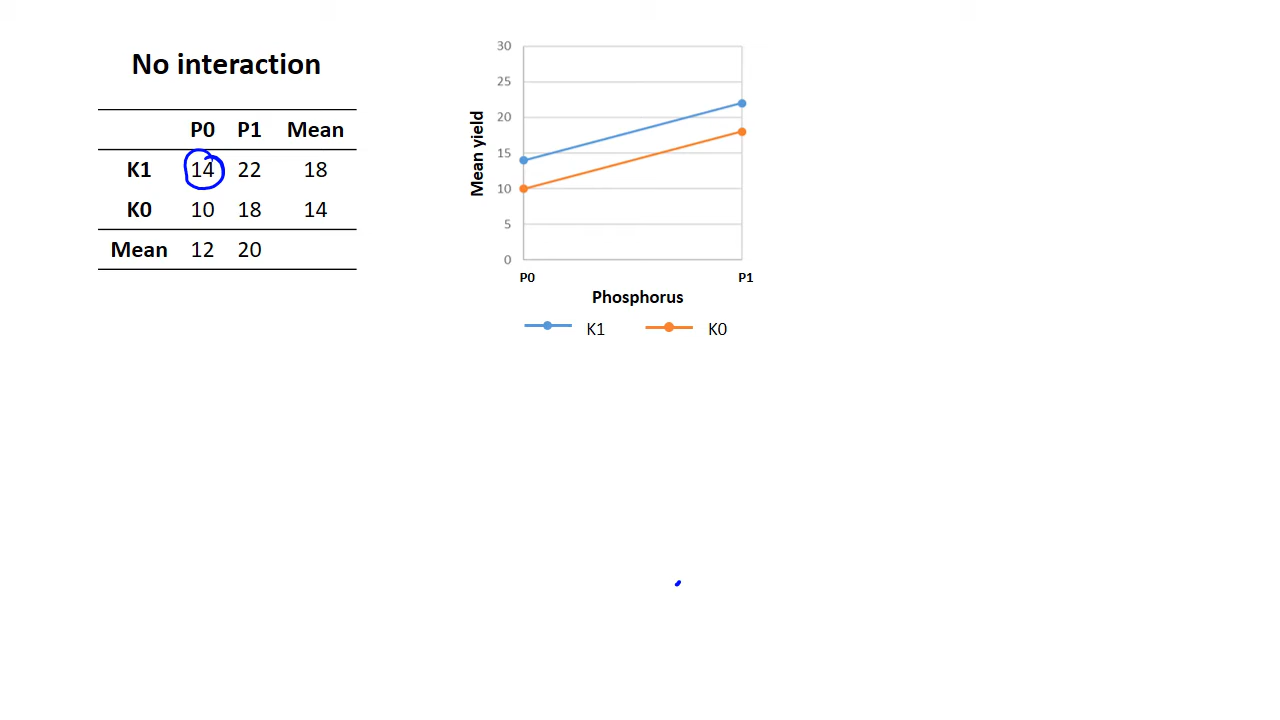 No interaction
P0 P1 Mean
K1 14 22 18
K0 10 18 14
Mean 12 20
30
25
20
15
10
5
0
Mean yield
P0 P1
Phosphorus
K1 K0